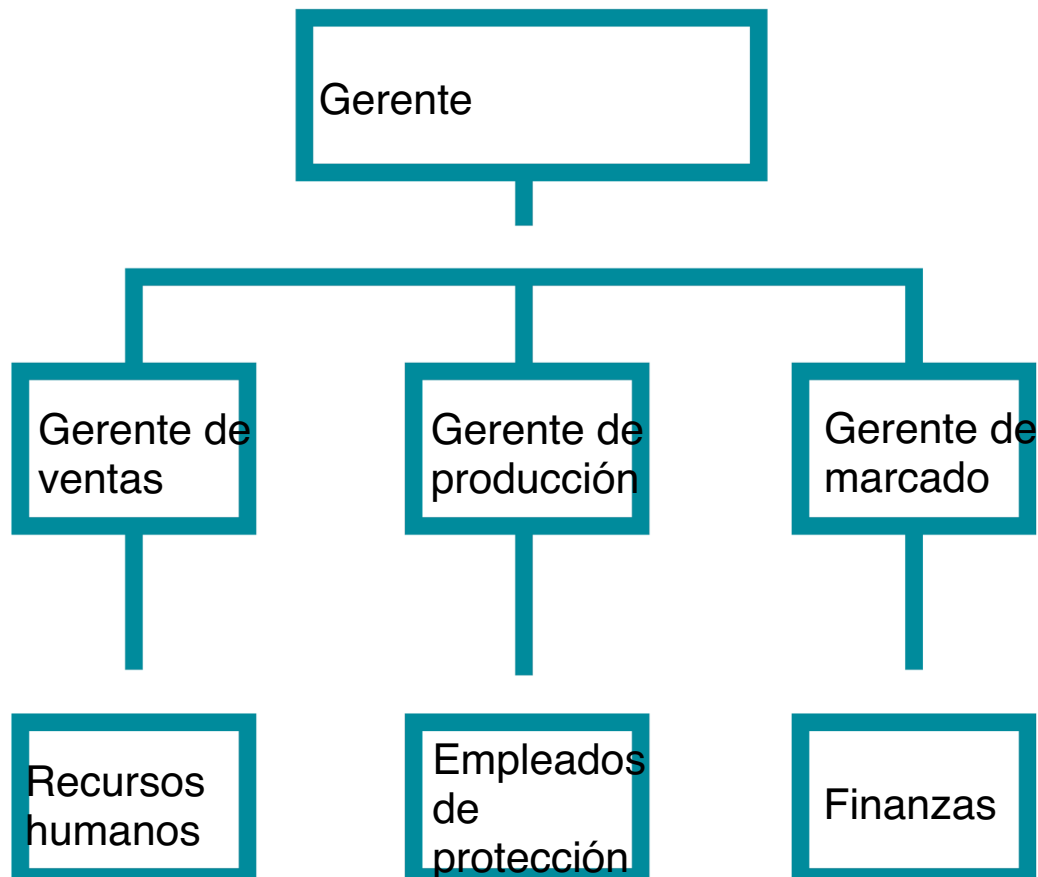 Gerente
Gerente de
ventas
Gerente de
producción
Gerente de
marcado
Recursos
humanos
Empleados
de
protección
Finanzas